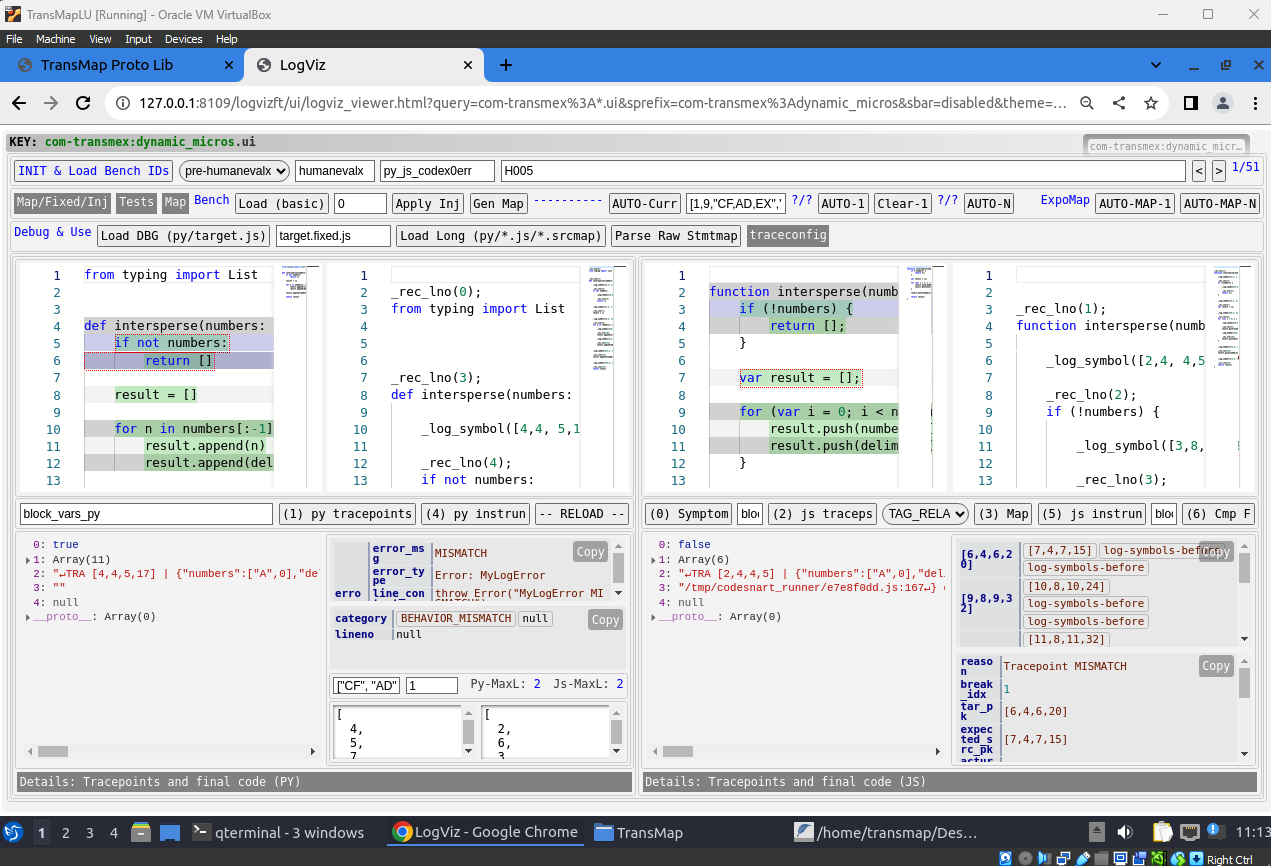 TransMapLU [Running] - Oracle VM VirtualBox
File Machine View Input Devices Help
TransMap Proto Lib
LogViz
127.0.0.1:8109/logvizft/ui/logviz_viewer.html?query=com-transmex%3A*.ui&sprefix=com-transmex%3Adynamic_micros&sbar=disabled&theme=...
KEY: com-transmex:dynamic_micros.ui
com-transmex:dynamic_micr...
INIT & Load Bench IDs pre-humanevalx humanevalx py_js_codex0err H005 < > 1/51
Map/Fixed/Inj Tests Map Bench Load (basic) 0 Apply Inj Gen Map ---------- AUTO-Curr [1,9,"CF,AD,EX",' ?/? AUTO-1 Clear-1 ?/? AUTO-N ExpoMap AUTO-MAP-1 AUTO-MAP-N
Debug & Use Load DBG (py/target.js) target.fixed.js Load Long (py/*.js/*.srcmap) Parse Raw Stmtmap traceconfig
1 from typing import List
2
3
4 def intersperse(numbers:
5 if not numbers:
6 return []
7
8 result = []
9
10 for n in numbers[:-1]
11 result.append(n)
12 result.append(del
13
1
2 _rec_lno(0);
3 from typing import List
4
5
6
7 _rec_lno(3);
8 def intersperse(numbers:
9
10 _log_symbol([4,4, 5,1
11
12 _rec_lno(4);
13 if not numbers:
1
2 function intersperse(numb
3 if (!numbers) {
4 return [];
5 }
6
7 var result = [];
8
9 for (var i = 0; i < n
10 result.push(numbe
11 result.push(delim
12 }
13
1
2
3 _rec_lno(1);
4 function intersperse(numb
5
6 _log_symbol([2,4, 4,5
7
8 _rec_lno(2);
9 if (!numbers) {
10
11 _log_symbol([3,8,
12
13 _rec_lno(3);
block_vars_py (1) py tracepoints (4) py instrun -- RELOAD --
(0) Symptom (2) js traceps TAG_RELA (3) Map (5) js instrun (6) Cmp F
0: true
1: Array(11)
2: "↵TRA [4,4,5,17] | {"numbers":["A",0],"del
3: ""
4: null
__proto__: Array(0)
error_msg MISMATCH
Copy
error_type Error: MyLogError
erro line_con throw Error("MyLogError MI
category BEHAVIOR_MISMATCH null
Copy
lineno null
["CF", "AD" 1 Py-MaxL: 2 Js-MaxL: 2
[
4,
5,
7
[
2,
6,
3
0: false
1: Array(6)
2: "↵TRA [2,4,4,5] | {"numbers":["A",0],"del
3: "/tmp/codesnart_runner/e7e8f0dd.js:167↵}
4: null
__proto__: Array(0)
[6,4,6,20] [7,4,7,15] log-symbols-before
Copy
log-symbols-before
[9,8,9,32] [10,8,10,24]
log-symbols-before
log-symbols-before
[11,8,11,32]
reason Tracepoint MISMATCH
Copy
break_idx 1
tar_pk [6,4,6,20]
expected_src_pk [7,4,7,15]
Details: Tracepoints and final code (PY)
Details: Tracepoints and final code (JS)
1 2 3 4 qterminal - 3 windows LogViz - Google Chrome TransMap /home/transmap/Des... 11:13
Right Ctrl